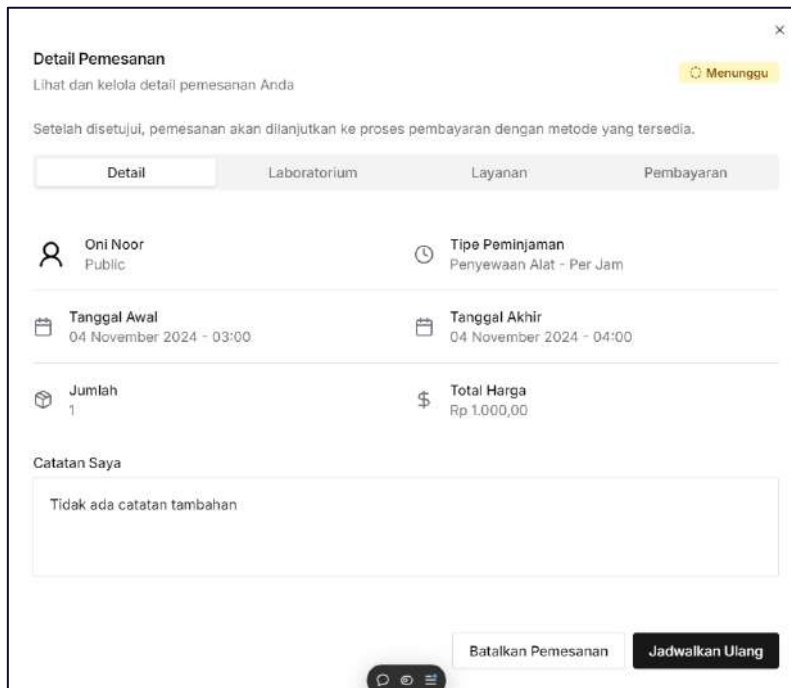 Detail Pemesanan
Lihat dan kelola detail pemesanan Anda
Menunggu
Setelah disetujui, pemesanan akan dilanjutkan ke proses pembayaran dengan metode yang tersedia.
Detail Laboratorium Layanan Pembayaran
Oni Noor
Public
Tipe Peminjaman
Penyewaan Alat - Per Jam
Tanggal Awal
04 November 2024 - 03:00
Tanggal Akhir
04 November 2024 - 04:00
Jumlah
1
Total Harga
Rp 1.000,00
Catatan Saya
Tidak ada catatan tambahan
Batalkan Pemesanan
Jadwalkan Ulang